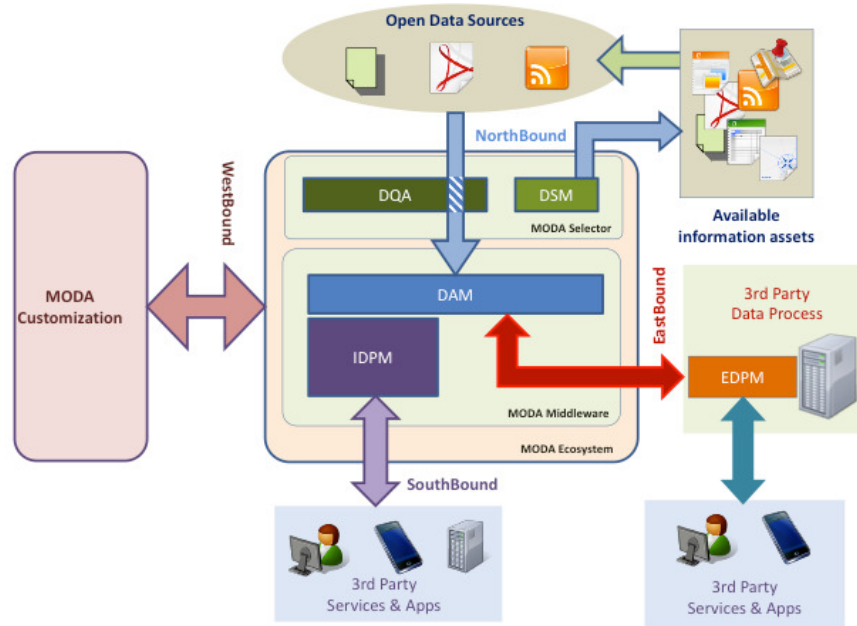 Open Data Sources
NorthBound
WestBound
DQA
DSM
MODA Selector
Available
information assets
MODA
Customization
DAM
IDPM
EastBound
3rd Party
Data Process
EDPM
MODA Middleware
MODA Ecosystem
SouthBound
3rd Party
Services & Apps
3rd Party
Services & Apps